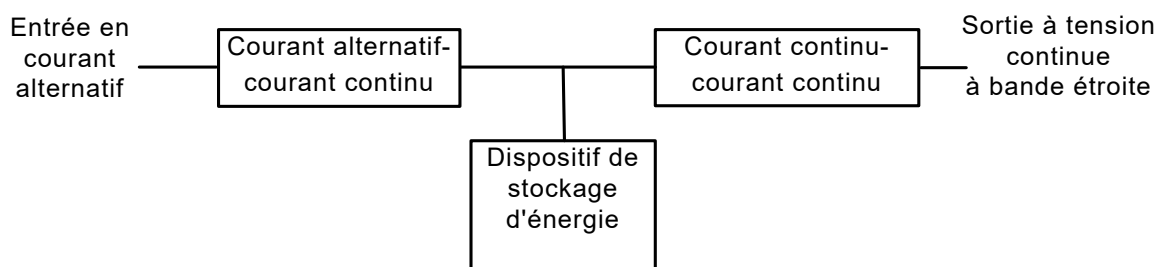 Entrée en
courant
alternatif
Courant alternatif-
courant continu
Courant continu-
courant continu
Sortie à tension
continue
à bande étroite
Dispositif de
stockage
d'énergie